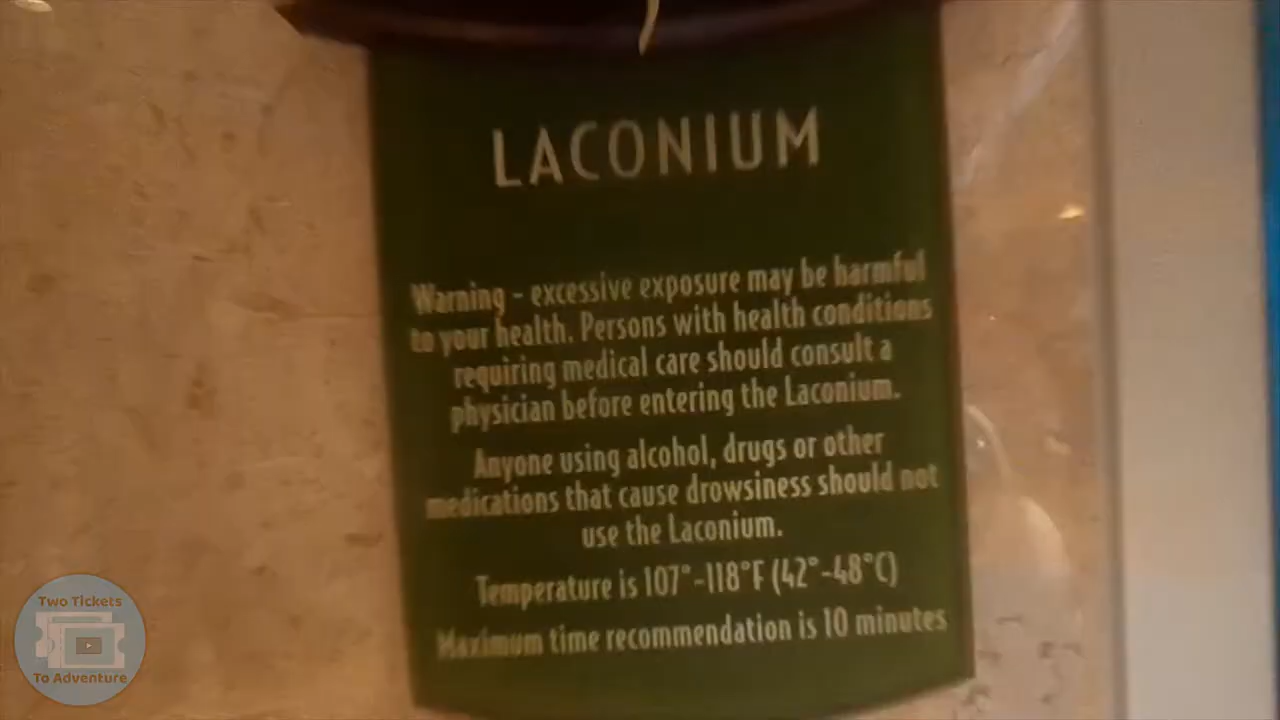 LACONIUM
Warning - excessive exposure may be harmful
to your health. Persons with health conditions
requiring medical care should consult a
physician before entering the Laconium.
Anyone using alcohol, drugs or other
medications that cause drowsiness should not
use the Laconium.
Temperature is 107°-118°F (42°-48°C)
Maximum time recommendation is 10 minutes
Two Tickets
To Adventure